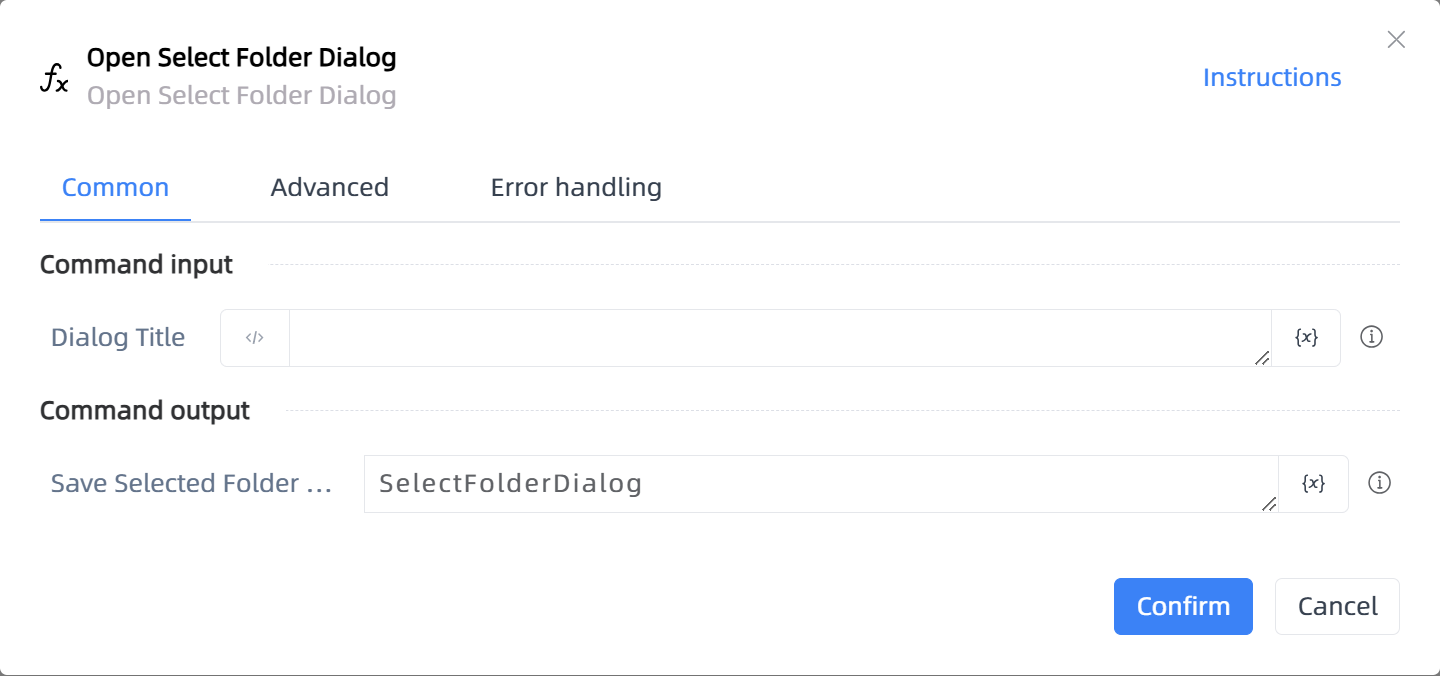 Open Select Folder Dialog
Open Select Folder Dialog
Instructions
Common Advanced Error handling
Command input
Dialog Title </> {x}
Command output
Save Selected Folder ... SelectFolderDialog {x}
Confirm Cancel